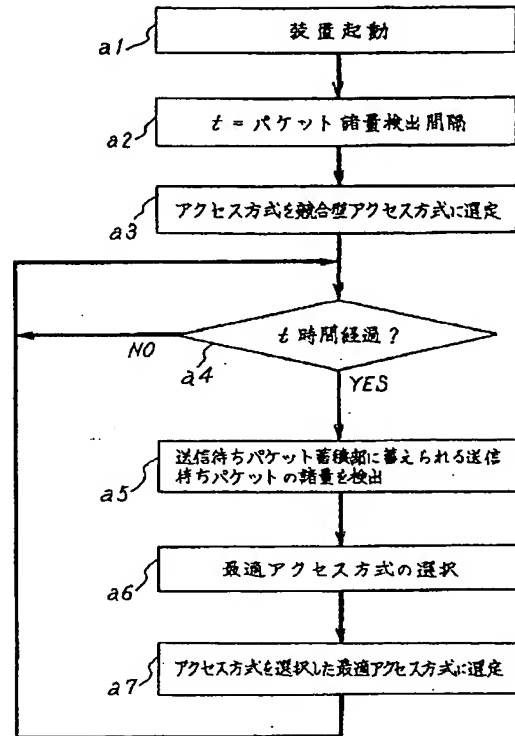 a1
装置起動
a2
t = パケット諸量検出間隔
a3
アクセス方式を競合型アクセス方式に選定
t 時間経過?
NO
a4
YES
a5
送信待ちパケット蓄積部に蓄えられる送信
待ちパケットの諸量を検出
a6
最適アクセス方式の選択
a7
アクセス方式を選択した最適アクセス方式に選定